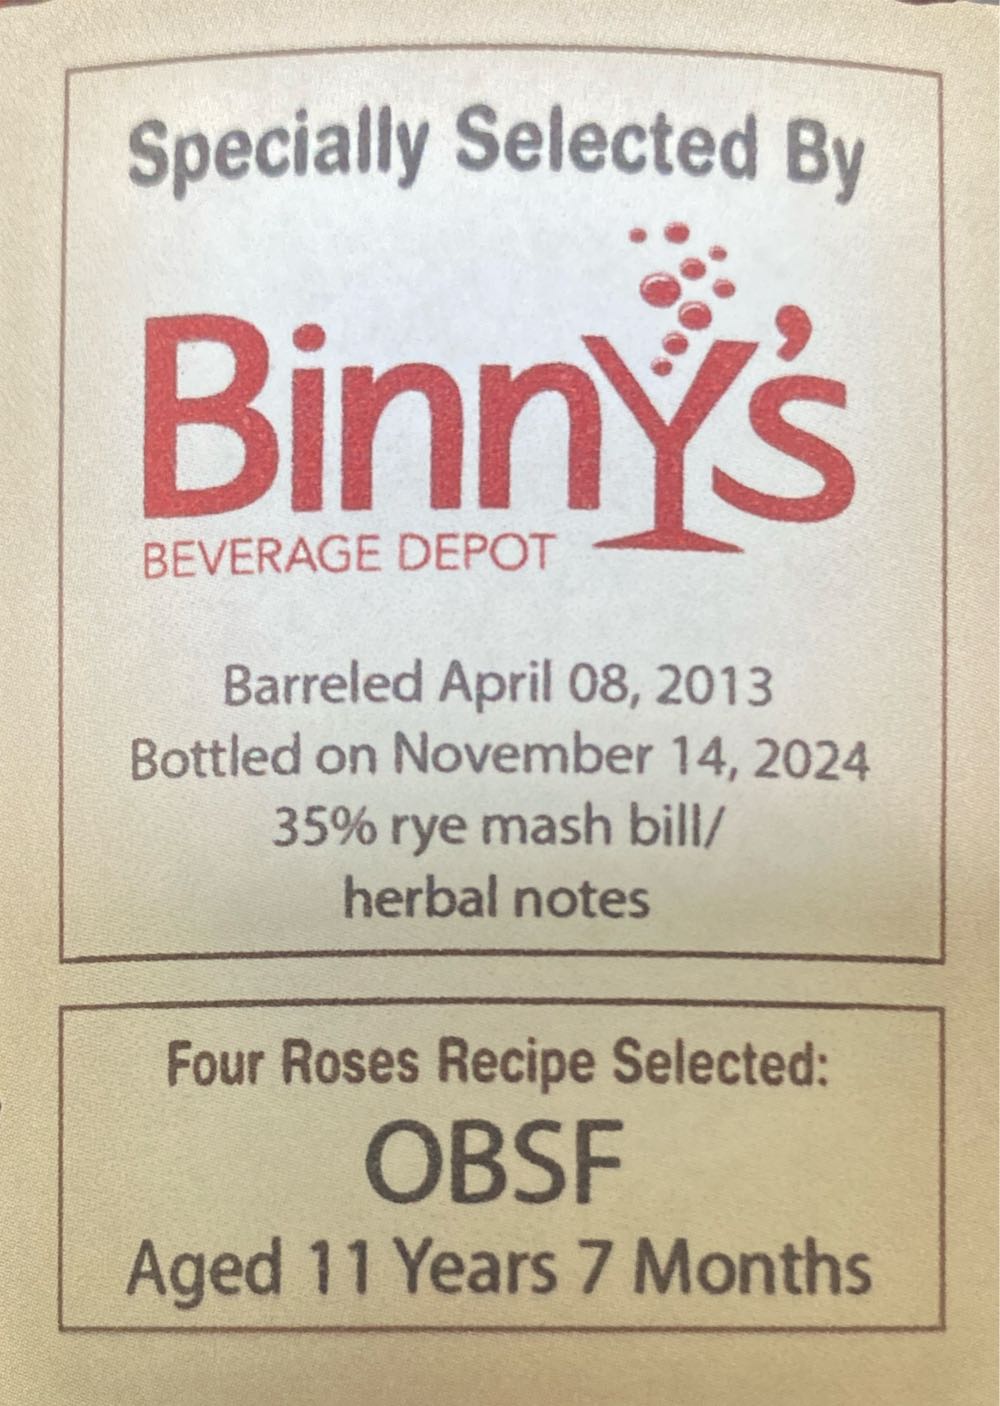 Specially Selected By
Binny's
BEVERAGE DEPOT
Barreled April 08, 2013
Bottled on November 14, 2024
35% rye mash bill/
herbal notes
Four Roses Recipe Selected:
OBSF
Aged 11 Years 7 Months